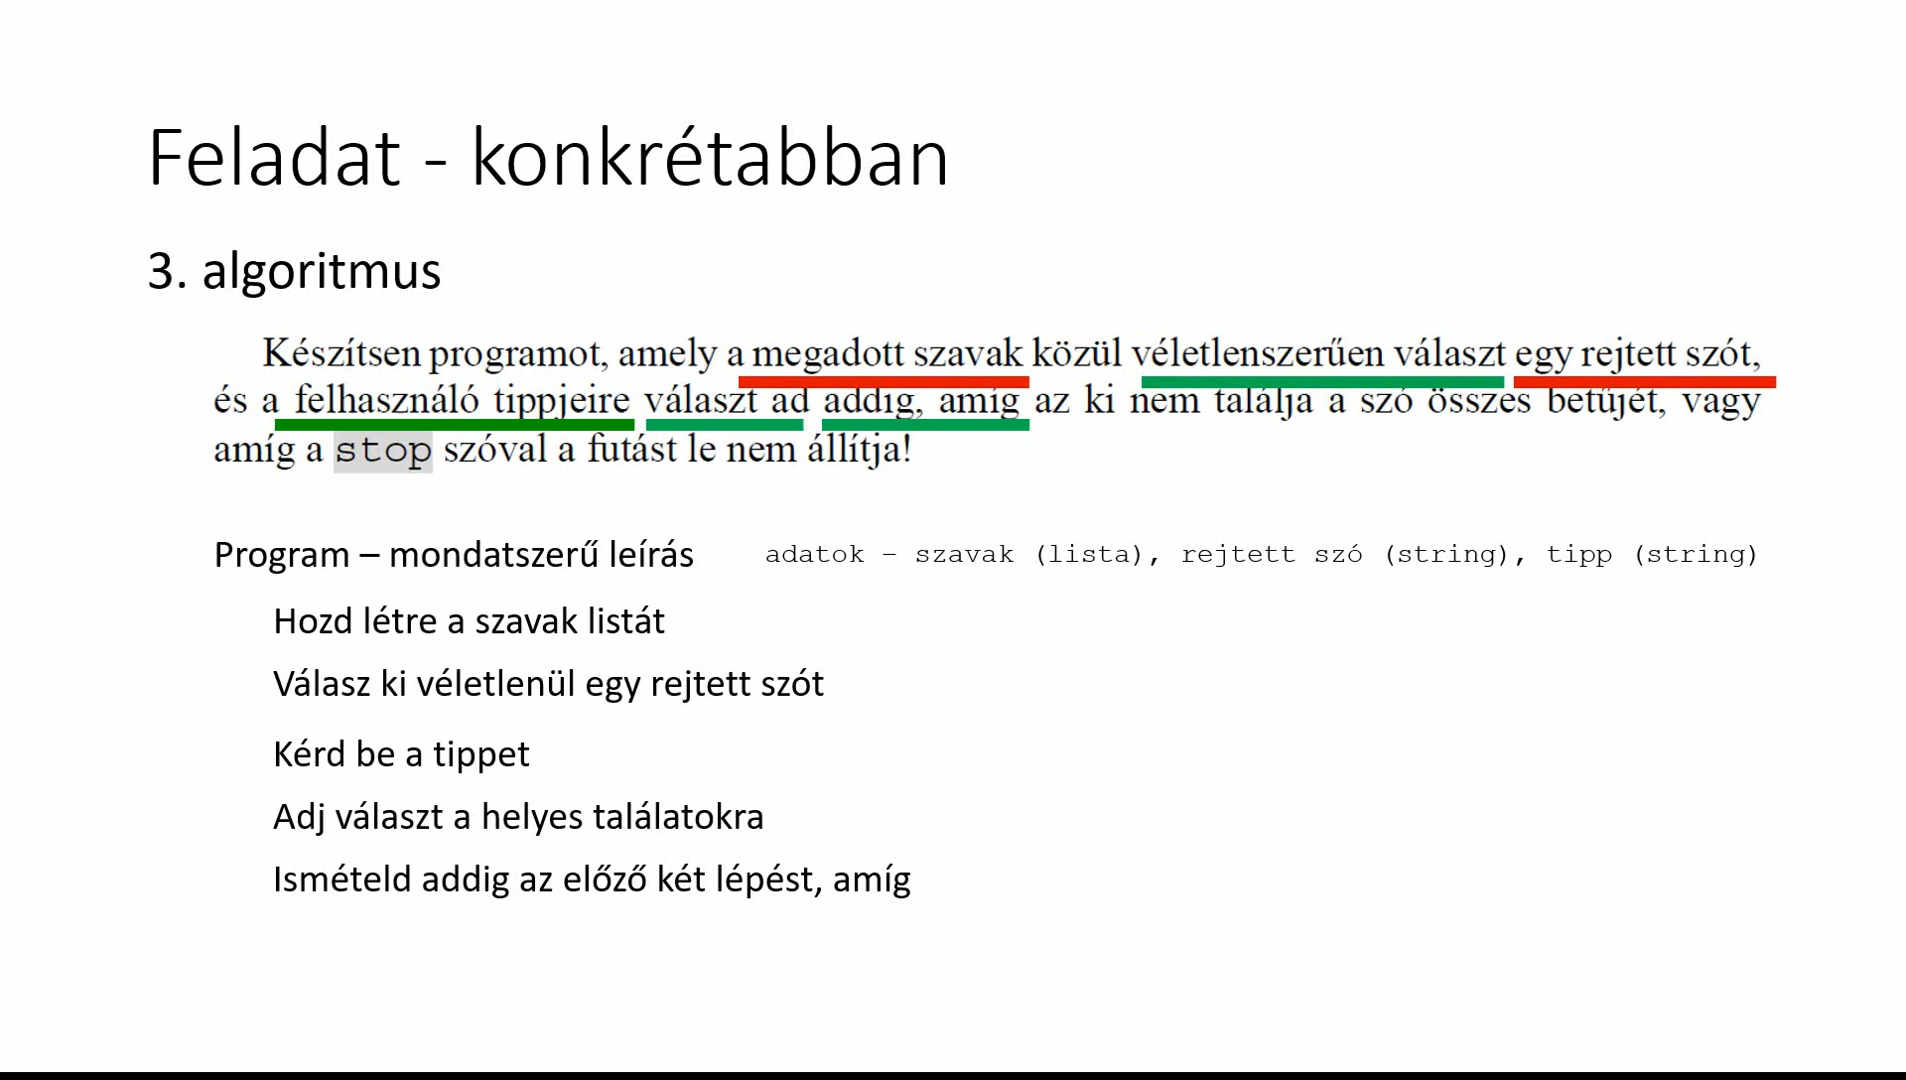 Feladat - konkrétabban
3. algoritmus
Készítsen programot, amely a megadott szavak közül véletlenszerűen választ egy rejtett szót,
és a felhasználó tippjeire választ ad addig, amíg az ki nem találja a szó összes betűjét, vagy
amíg a stop szóval a futást le nem állítja!
Program – mondatszerű leírás
adatok – szavak (lista), rejtett szó (string), tipp (string)
Hozd létre a szavak listát
Válasz ki véletlenül egy rejtett szót
Kérd be a tippet
Adj választ a helyes találatokra
Ismételd addig az előző két lépést, amíg